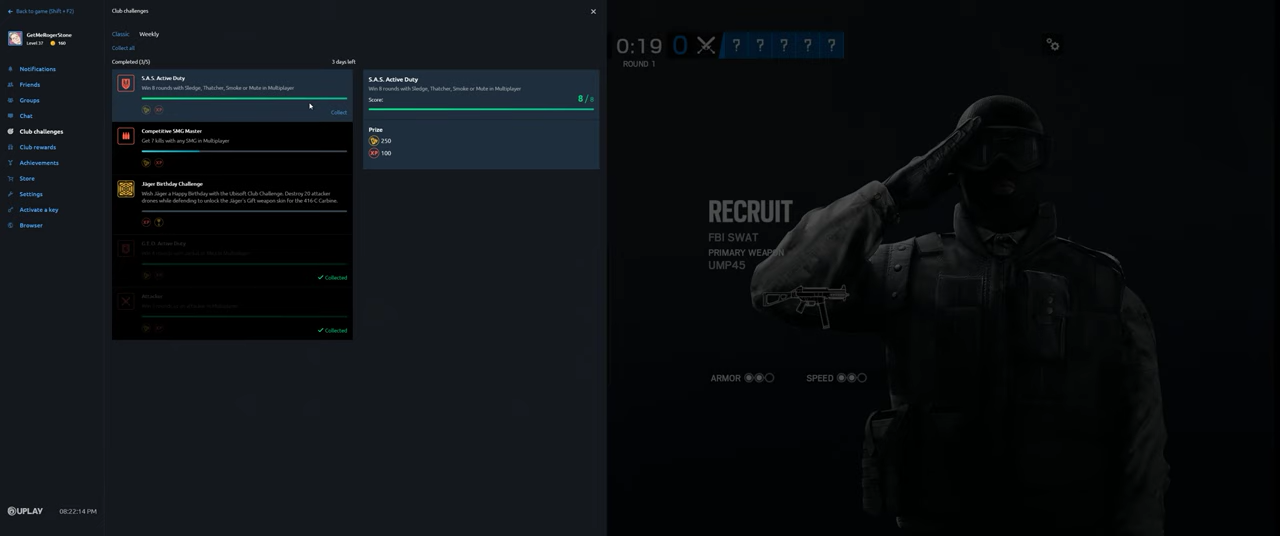 Back to game (Shift + F2)
GetMeRogerStone
Level 37 160
Notifications
Friends
Groups
Chat
Club challenges
Club rewards
Achievements
Store
Settings
Activate a key
Browser
UPLAY 08:22:14 PM
Club challenges
Classic Weekly
Collect all
Completed (3/5) 3 days left
S.A.S. Active Duty
Win 8 rounds with Sledge, Thatcher, Smoke or Mute in Multiplayer
Collect
Competitive SMG Master
Get 7 kills with any SMG in Multiplayer
Jäger Birthday Challenge
Wish Jäger a Happy Birthday with the Ubisoft Club Challenge. Destroy 20 attacker
drones while defending to unlock the Jäger's Gift weapon skin for the 416-C Carbine.
Active Duty
Collected
Attacker
Collected
S.A.S. Active Duty
Win 8 rounds with Sledge, Thatcher, Smoke or Mute in Multiplayer
Score: 8/8
Prize
250
XP 100
0:19 0 ? ? ? ? ?
ROUND 1
RECRUIT
FBI SWAT
PRIMARY WEAPON
UMP45
ARMOR SPEED